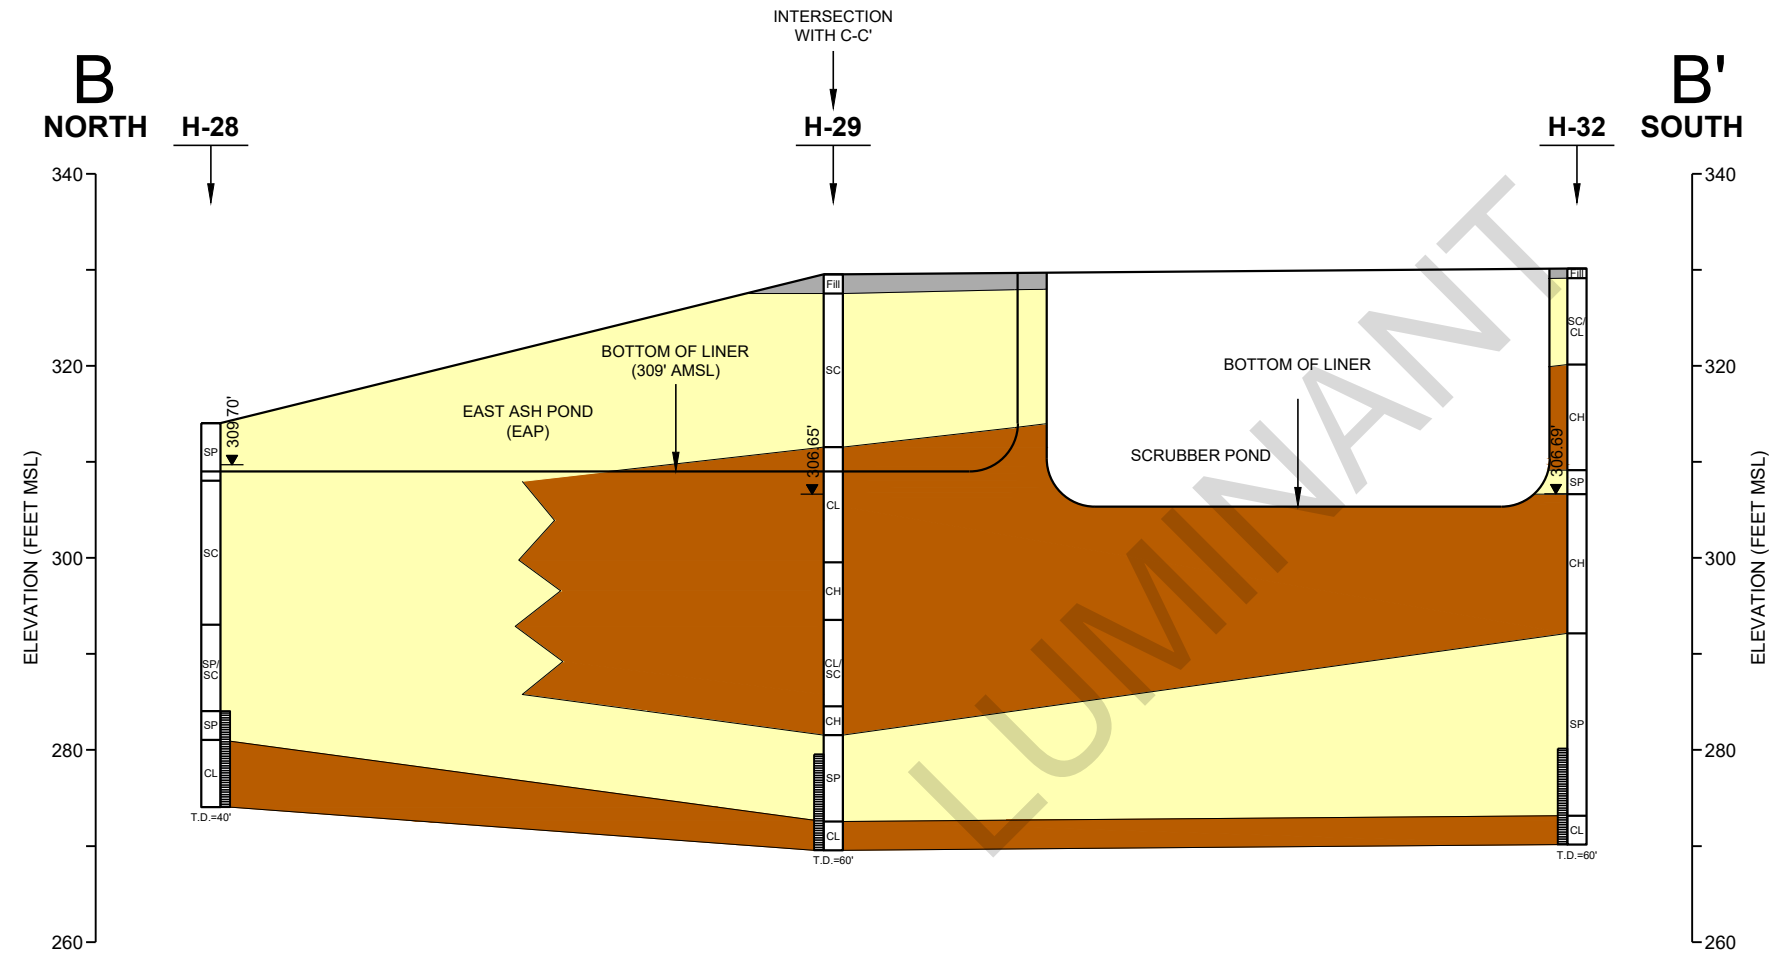 INTERSECTION
WITH C-C'
B
B'
NORTH
H-28
H-29
H-32
SOUTH
340
340
320
320
300
300
280
280
260
260
ELEVATION (FEET MSL)
ELEVATION (FEET MSL)
309.70'
306.65'
306.69'
BOTTOM OF LINER
(309' AMSL)
EAST ASH POND
(EAP)
BOTTOM OF LINER
SCRUBBER POND
SP
SC
SP/
SC
SP
CL
T.D.=40'
Fill
SC
CL
CH
CL/
SC
CH
SP
CL
T.D.=60'
Fill
SC/
CL
CH
SP
CH
SP
CL
T.D.=60'
LUMINANT